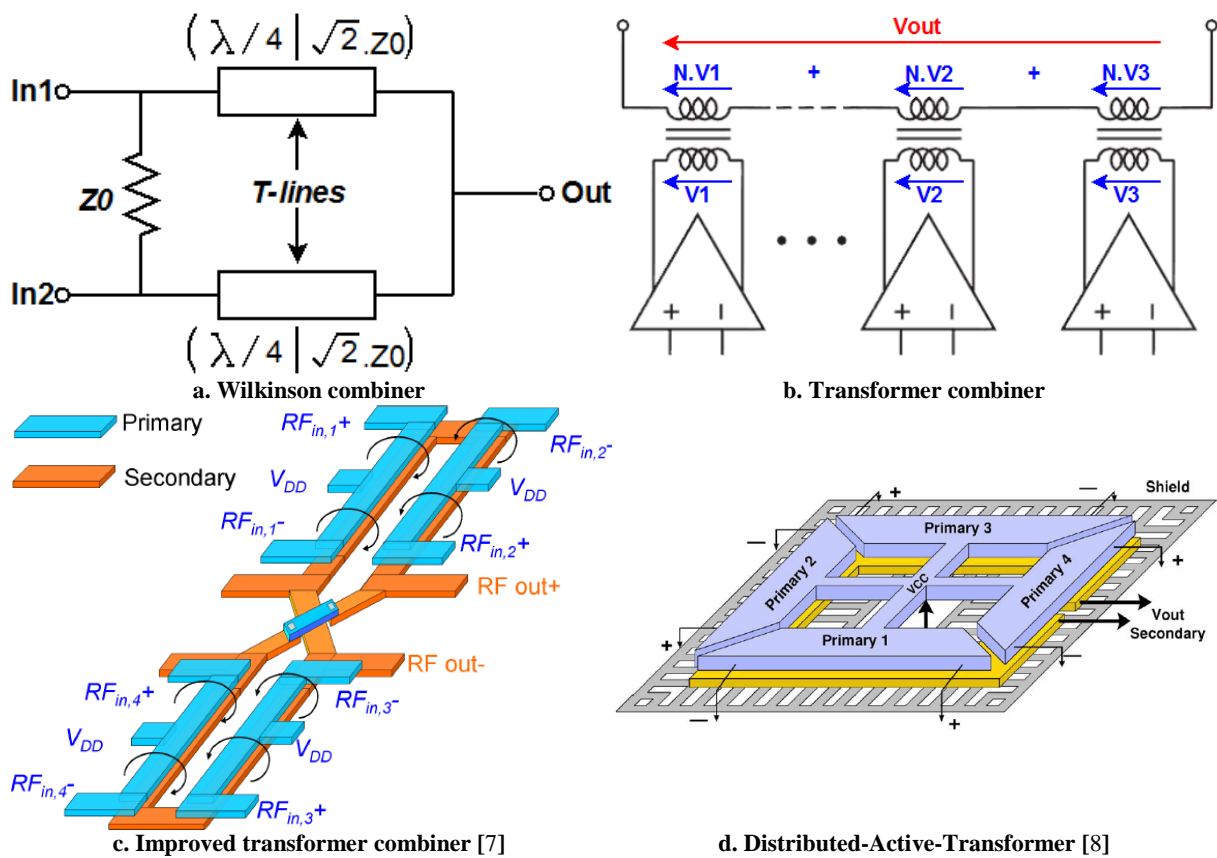 ( λ/4 | √2.Z0)
In1
Z0
T-lines
Out
In2
( λ/4 | √2.Z0)
a. Wilkinson combiner
Vout
N.V1 + N.V2 + N.V3
V1 V2 V3
+ – + – + –
b. Transformer combiner
Primary
Secondary
RFin,1+
RFin,2-
VDD
VDD
RFin,1-
RFin,2+
RF out+
RF out-
RFin,4+
RFin,3-
VDD
VDD
RFin,4-
RFin,3+
c. Improved transformer combiner [7]
+
–
Shield
Primary 3
–
+
Primary 2
VCC
Primary 4
Vout
Secondary
+
Primary 1
–
–
+
d. Distributed-Active-Transformer [8]